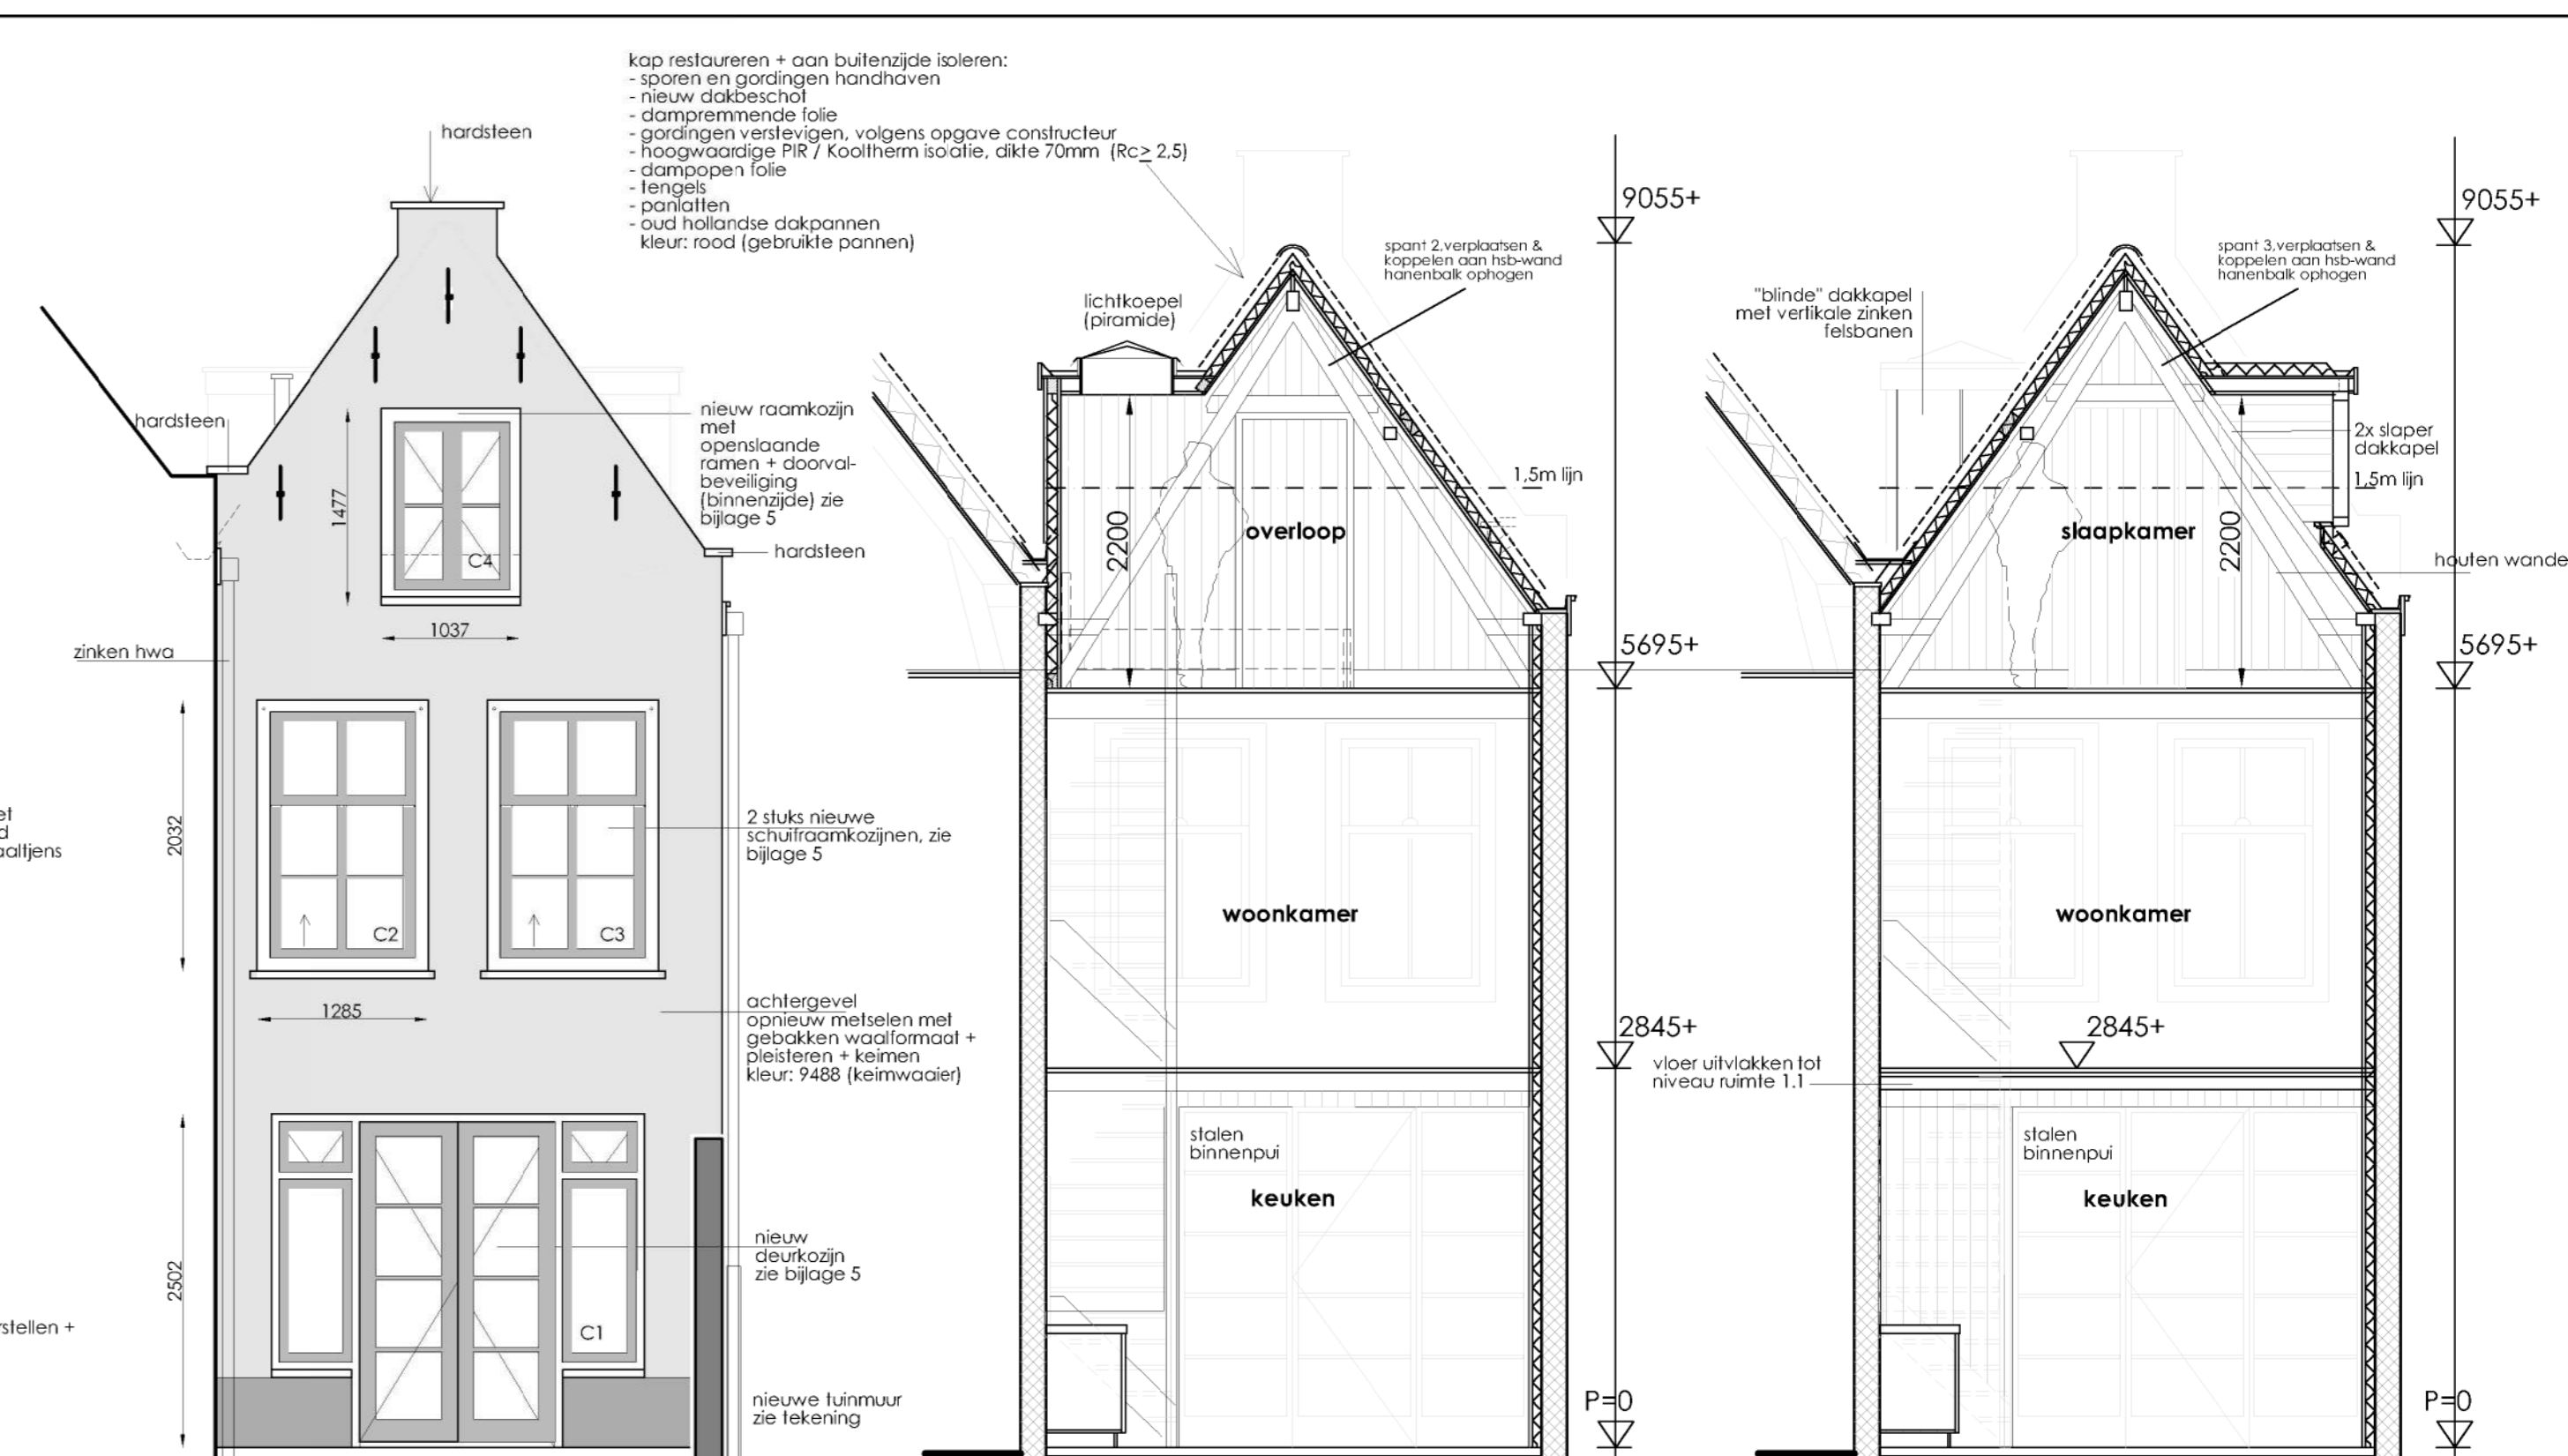 kap restaureren + aan buitenzijde isoleren:
- sporen en gordingen handhaven
- nieuw dakbeschot
- dampremmende folie
- gordingen verstevigen, volgens opgave constructeur
- hoogwaardige PIR / Kooltherm isolatie, dikte 70mm (Rc≥ 2,5)
- dampopen folie
- tengels
- panlatten
- oud hollandse dakpannen
kleur: rood (gebruikte pannen)
hardsteen
hardsteen
1477
C4
1037
nieuw raamkozijn
met
openslaande
ramen + doorval-
beveiliging
(binnenzijde) zie
bijlage 5
hardsteen
zinken hwa
2032
C2
C3
1285
2 stuks nieuwe
schuifraamkozijnen, zie
bijlage 5
achtergevel
opnieuw metselen met
gebakken waalformaat +
pleisteren + keimen
kleur: 9488 (keimwaaier)
2502
C1
nieuw
deurkozijn
zie bijlage 5
nieuwe tuinmuur
zie tekening
et
d
aaltjens
rstellen +
lichtkoepel
(piramide)
spant 2,verplaatsen &
koppelen aan hsb-wand
hanenbalk ophogen
9055+
1,5m lijn
2200
overloop
5695+
woonkamer
2845+
stalen
binnenpui
keuken
P=0
"blinde" dakkapel
met vertikale zinken
felsbanen
spant 3,verplaatsen &
koppelen aan hsb-wand
hanenbalk ophogen
9055+
2x slaper
dakkapel
1,5m lijn
slaapkamer
2200
houten wande
5695+
woonkamer
2845+
vloer uitvlakken tot
niveau ruimte 1.1
stalen
binnenpui
keuken
P=0